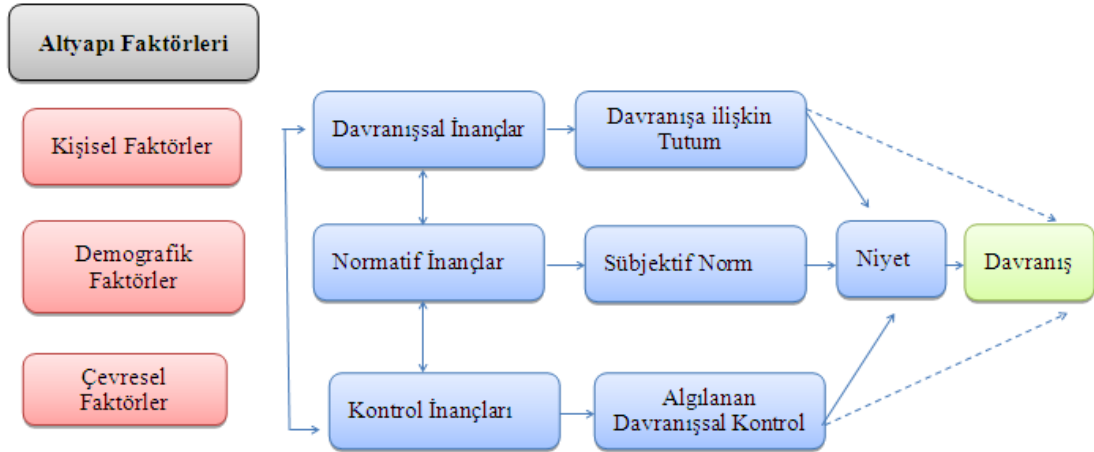 Altyapı Faktörleri
Kişisel Faktörler
Demografik
Faktörler
Çevresel
Faktörler
Davranışsal İnançlar
Davranışa ilişkin
Tutum
Normatif İnançlar
Sübjektif Norm
Niyet
Davranış
Kontrol İnançları
Algılanan
Davranışsal Kontrol